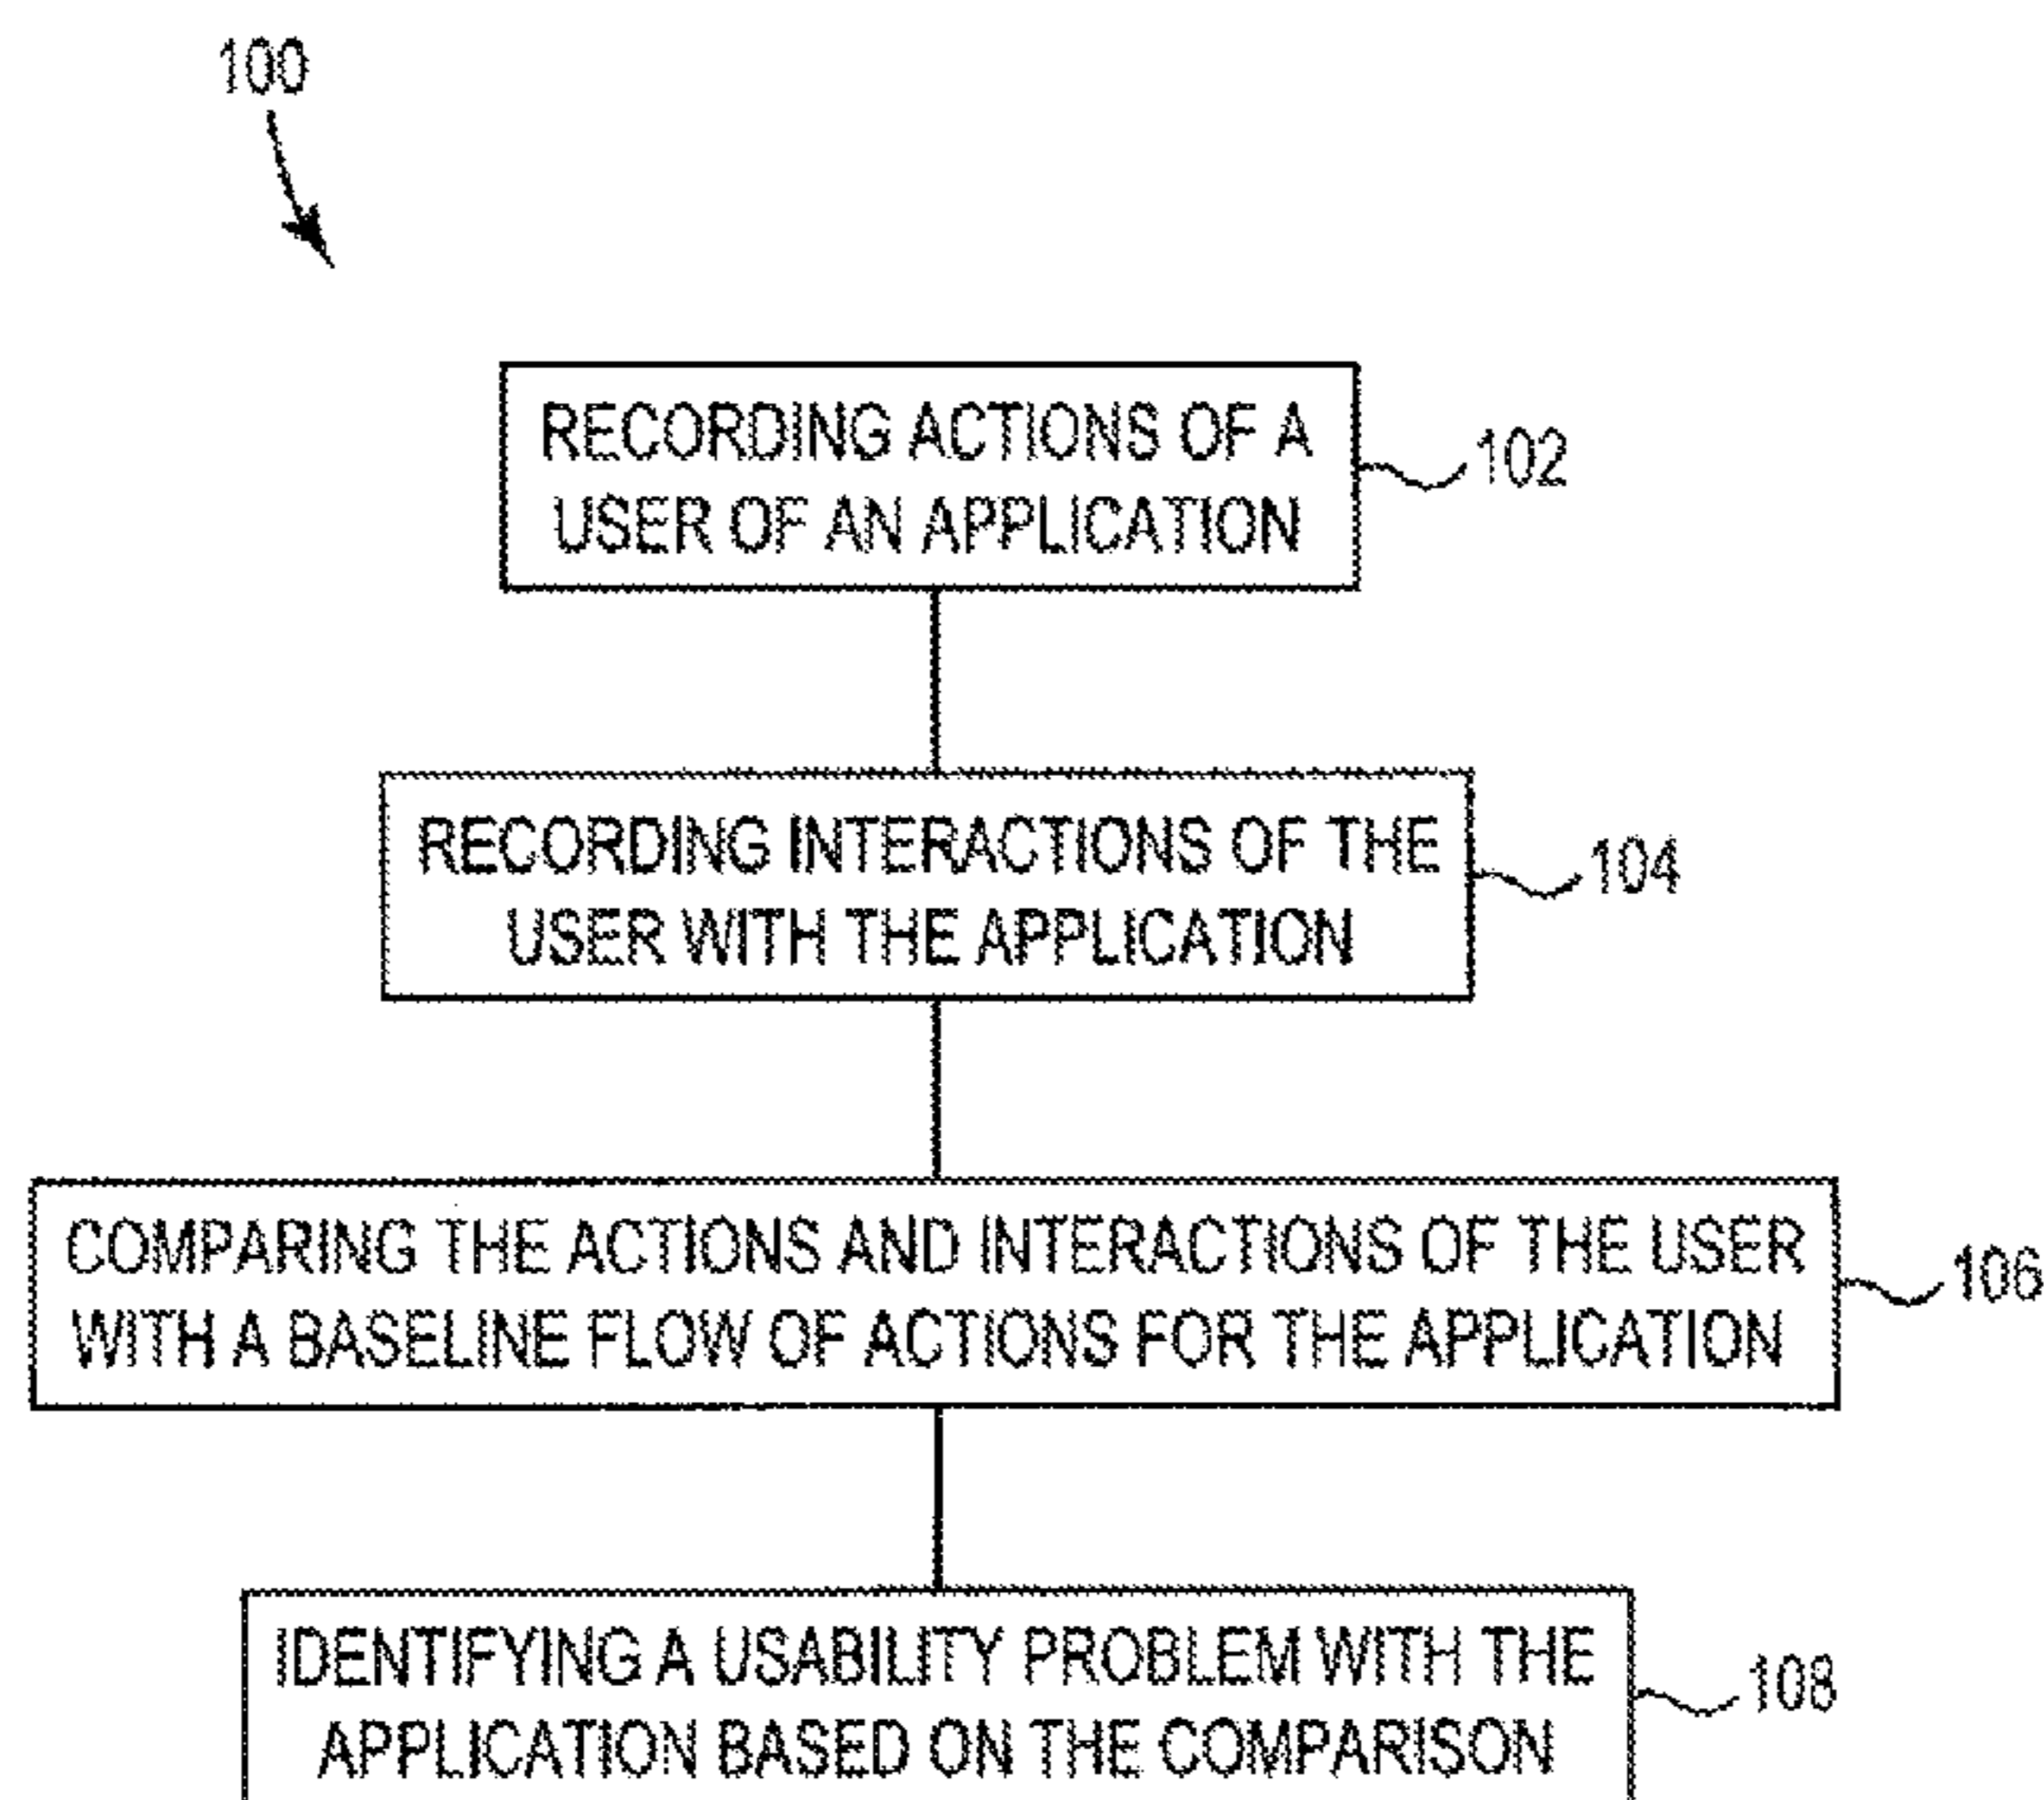 100
RECORDING ACTIONS OF A
USER OF AN APPLICATION
102
RECORDING INTERACTIONS OF THE
USER WITH THE APPLICATION
104
COMPARING THE ACTIONS AND INTERACTIONS OF THE USER
WITH A BASELINE FLOW OF ACTIONS FOR THE APPLICATION
106
IDENTIFYING A USABILITY PROBLEM WITH THE
APPLICATION BASED ON THE COMPARISON
108